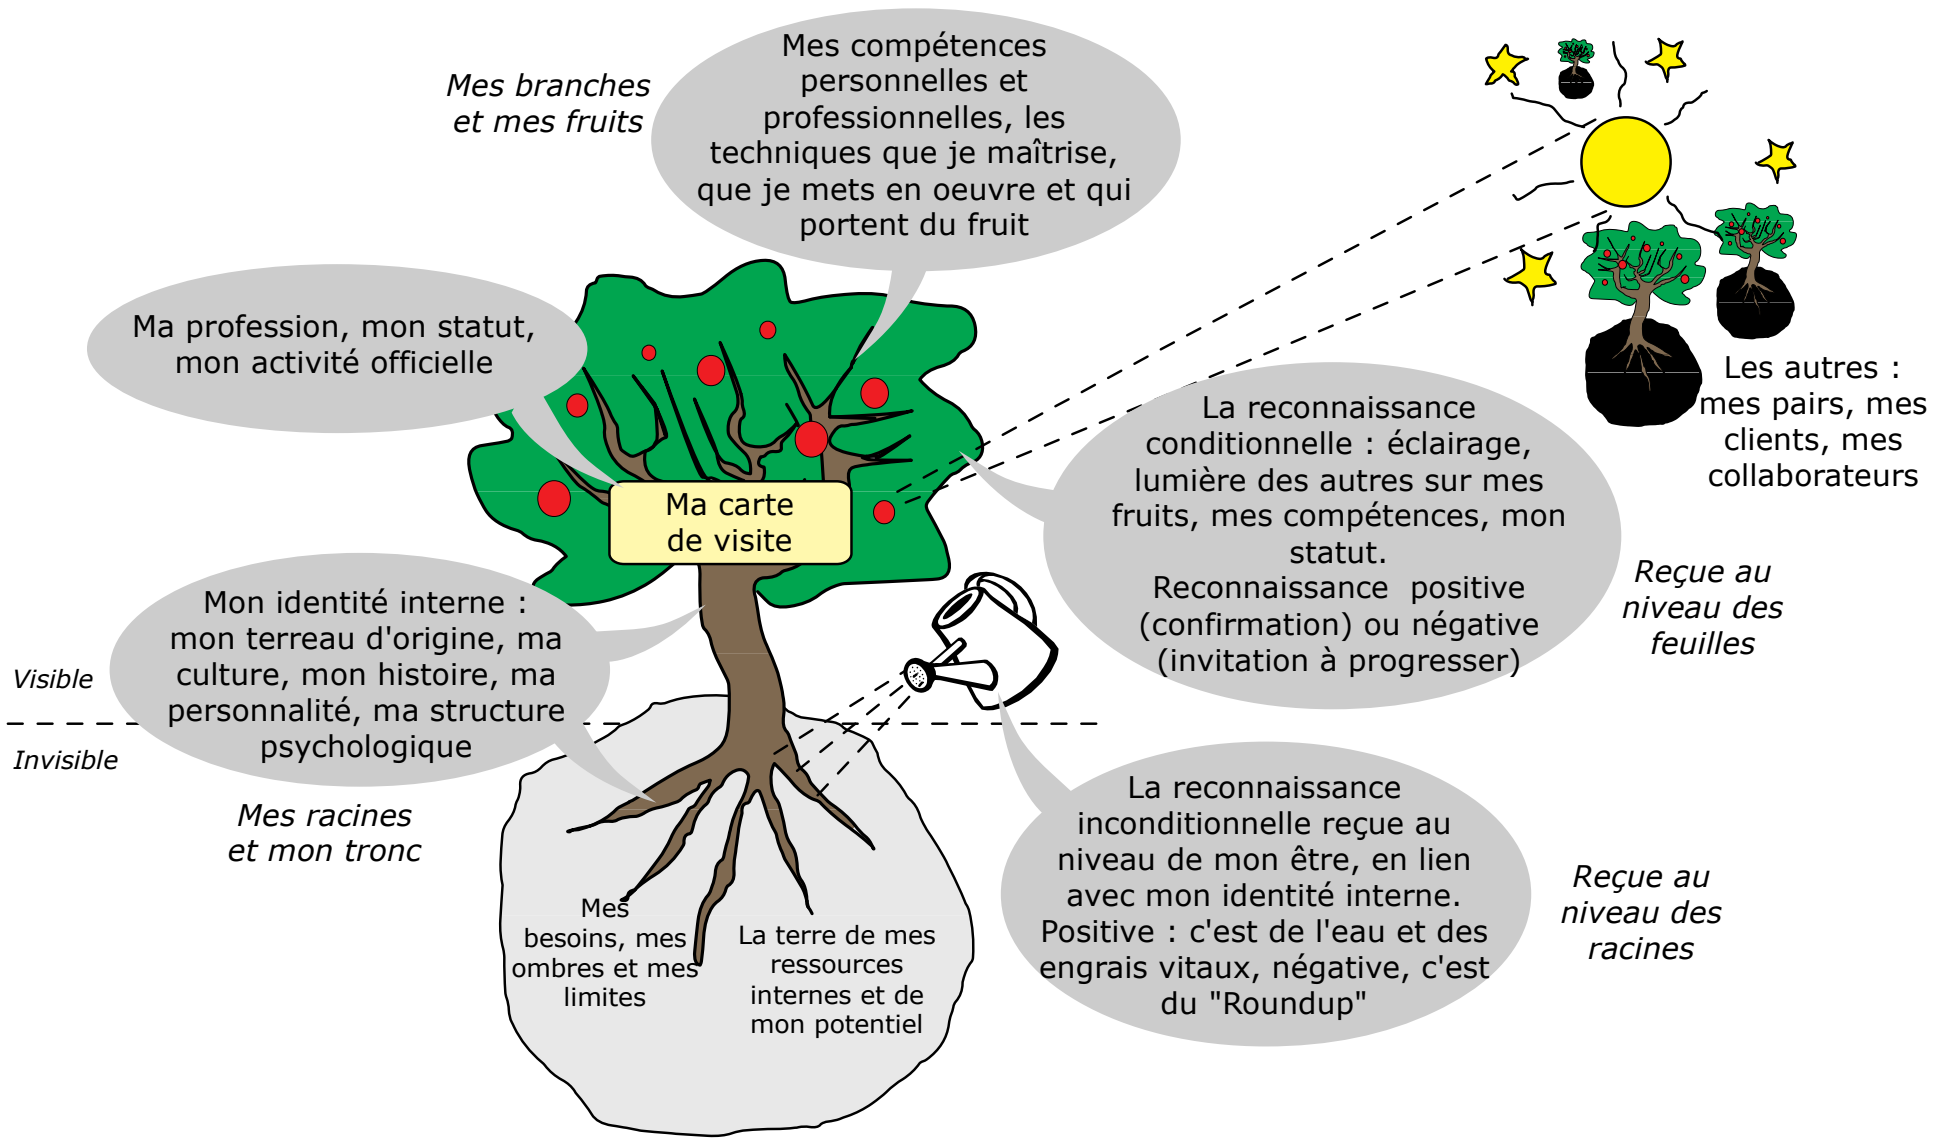 Mes branches
et mes fruits
Mes compétences
personnelles et
professionnelles, les
techniques que je maîtrise,
que je mets en oeuvre et qui
portent du fruit
Ma profession, mon statut,
mon activité officielle
Les autres :
mes pairs, mes
clients, mes
collaborateurs
La reconnaissance
conditionnelle : éclairage,
lumière des autres sur mes
fruits, mes compétences, mon
statut.
Reconnaissance  positive
(confirmation) ou négative
(invitation à progresser)
Reçue au
niveau des
feuilles
Ma carte
de visite
Mon identité interne :
mon terreau d'origine, ma
culture, mon histoire, ma
personnalité, ma structure
psychologique
Visible
Invisible
Mes racines
et mon tronc
La reconnaissance
inconditionnelle reçue au
niveau de mon être, en lien
avec mon identité interne.
Positive : c'est de l'eau et des
engrais vitaux, négative, c'est
du "Roundup"
Reçue au
niveau des
racines
Mes
besoins, mes
ombres et mes
limites
La terre de mes
ressources
internes et de
mon potentiel